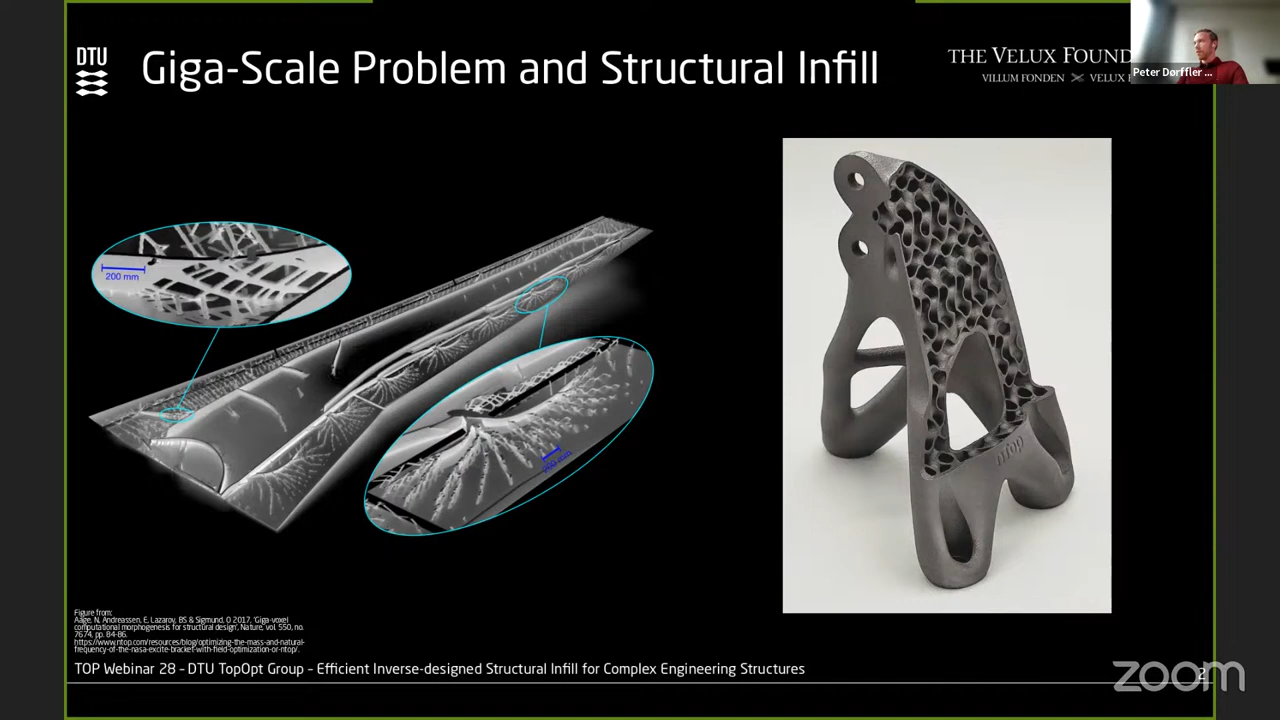 DTU
Giga-Scale Problem and Structural Infill
THE VELUX FOUND
VILLUM FONDEN VELUX
Peter Dørffler ...
200 mm
nTop
Figure from:
Aage, N, Andreassen, E, Lazarov, BS & Sigmund, O 2017, 'Giga-voxel
computational morphogenesis for structural design', Nature, vol. 550, no.
7674, pp. 84-86.
https://www.ntop.com/resources/blog/optimizing-the-mass-and-natural-
frequency-of-the-nasa-excite-bracket-with-field-optimization-or-ntop/.
TOP Webinar 28 – DTU TopOpt Group – Efficient Inverse-designed Structural Infill for Complex Engineering Structures
2
zoom